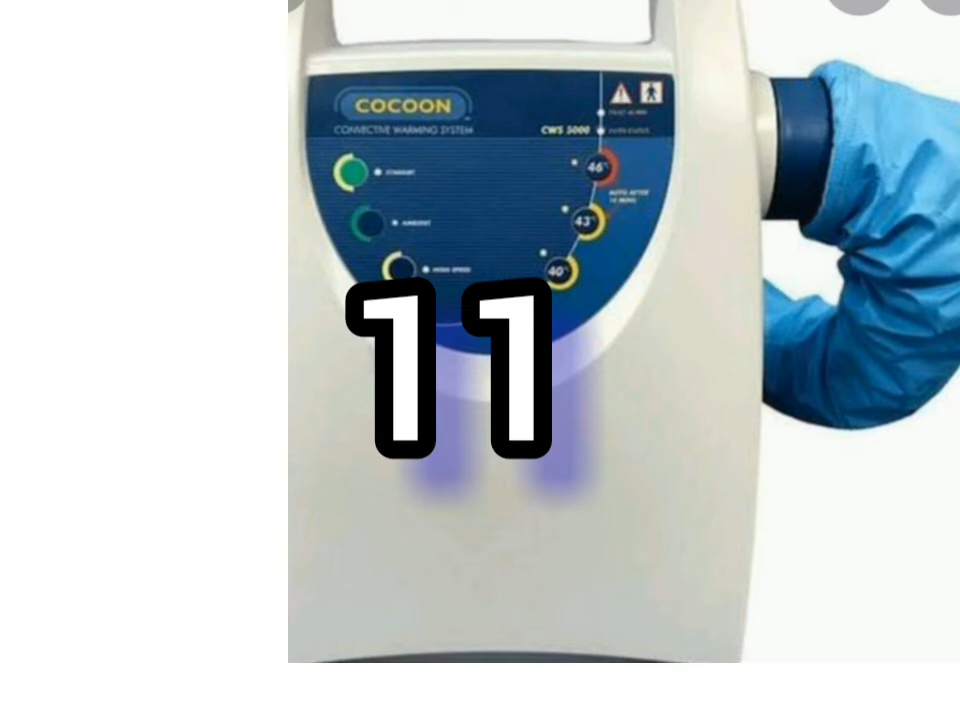 COCOON
CONVECTIVE WARMING SYSTEM
CWS 5000
STANDBY
46°
AUTO AFTER
15 MINS
AMBIENT
43°
HIGH SPEED
40°
11